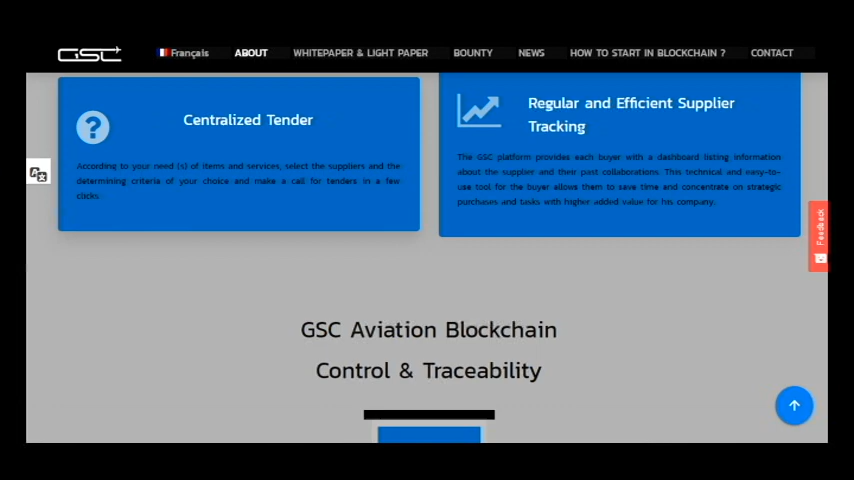 GSC
Français
ABOUT
WHITEPAPER & LIGHT PAPER
BOUNTY
NEWS
HOW TO START IN BLOCKCHAIN ?
CONTACT
Centralized Tender
According to your need (s) of items and services, select the suppliers and the
determining criteria of your choice and make a call for tenders in a few
clicks
Regular and Efficient Supplier
Tracking
The GSC platform provides each buyer with a dashboard listing information
about the supplier and their past collaborations. This technical and easy-to-
use tool for the buyer allows them to save time and concentrate on strategic
purchases and tasks with higher added value for his company.
Feedback
GSC Aviation Blockchain
Control & Traceability